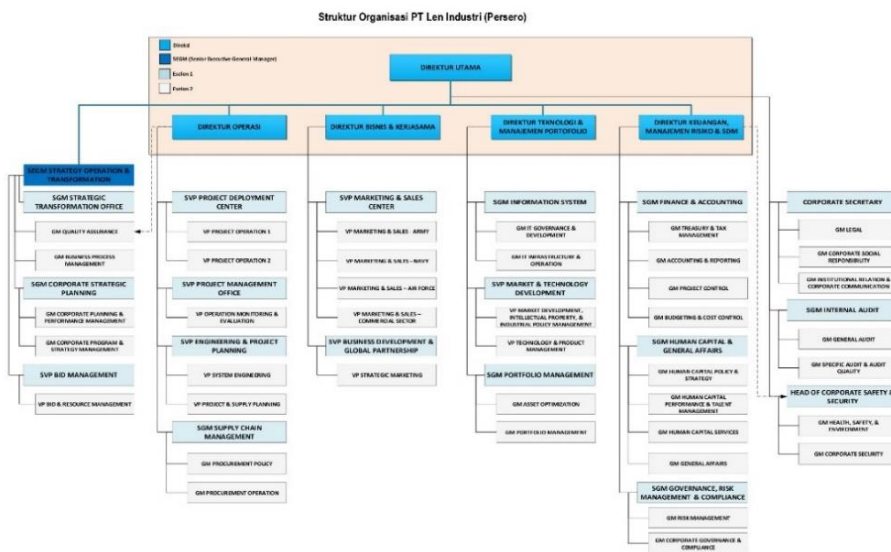 Struktur Organisasi PT Len Industri (Persero)
Direksi
SEGM (Senior Executive General Manager)
Eselon 1
Eselon 2
DIREKTUR UTAMA
DIREKTUR OPERASI
DIREKTUR BISNIS & KERJASAMA
DIREKTUR TEKNOLOGI &
MANAJEMEN PORTOFOLIO
DIREKTUR KEUANGAN,
MANAJEMEN RISIKO & SDM
SEGM STRATEGY OPERATION &
TRANSFORMATION
SGM STRATEGIC
TRANSFORMATION OFFICE
GM QUALITY ASSURANCE
GM BUSINESS PROCESS
MANAGEMENT
SGM CORPORATE STRATEGIC
PLANNING
GM CORPORATE PLANNING &
PERFORMANCE MANAGEMENT
GM CORPORATE PROGRAM &
STRATEGY MANAGEMENT
SVP BID MANAGEMENT
VP BID & RESOURCE MANAGEMENT
SVP PROJECT DEPLOYMENT
CENTER
VP PROJECT OPERATION 1
VP PROJECT OPERATION 2
SVP PROJECT MANAGEMENT
OFFICE
VP OPERATION MONITORING &
EVALUATION
SVP ENGINEERING & PROJECT
PLANNING
VP SYSTEM ENGINEERING
VP PROJECT & SUPPLY PLANNING
SGM SUPPLY CHAIN
MANAGEMENT
GM PROCUREMENT POLICY
GM PROCUREMENT OPERATION
SVP MARKETING & SALES
CENTER
VP MARKETING & SALES - ARMY
VP MARKETING & SALES – NAVY
VP MARKETING & SALES – AIR FORCE
VP MARKETING & SALES –
COMMERCIAL SECTOR
SVP BUSINESS DEVELOPMENT &
GLOBAL PARTNERSHIP
VP STRATEGIC MARKETING
SGM INFORMATION SYSTEM
GM IT GOVERNANCE &
DEVELOPMENT
GM IT INFRASTRUCTURE &
OPERATION
SVP MARKET & TECHNOLOGY
DEVELOPMENT
VP MARKET DEVELOPMENT,
INTELLECTUAL PROPERTY, &
INDUSTRIAL POLICY MANAGEMENT
VP TECHNOLOGY & PRODUCT
MANAGEMENT
SGM PORTFOLIO MANAGEMENT
GM ASSET OPTIMIZATION
GM PORTFOLIO MANAGEMENT
SGM FINANCE & ACCOUNTING
GM TREASURY & TAX
MANAGEMENT
GM ACCOUNTING & REPORTING
GM PROJECT CONTROL
GM BUDGETING & COST CONTROL
SGM HUMAN CAPITAL &
GENERAL AFFAIRS
GM HUMAN CAPITAL POLICY &
STRATEGY
GM HUMAN CAPITAL
PERFORMANCE & TALENT
MANAGEMENT
GM HUMAN CAPITAL SERVICES
GM GENERAL AFFAIRS
SGM GOVERNANCE, RISK
MANAGEMENT & COMPLIANCE
GM RISK MANAGEMENT
GM CORPORATE GOVERNANCE &
COMPLIANCE
CORPORATE SECRETARY
GM LEGAL
GM CORPORATE SOCIAL
RESPONSIBILITY
GM INSTITUTIONAL RELATION &
CORPORATE COMMUNICATION
SGM INTERNAL AUDIT
GM GENERAL AUDIT
GM SPECIFIC AUDIT & AUDIT
QUALITY
HEAD OF CORPORATE SAFETY &
SECURITY
GM HEALTH, SAFETY, &
ENVIRONMENT
GM CORPORATE SECURITY